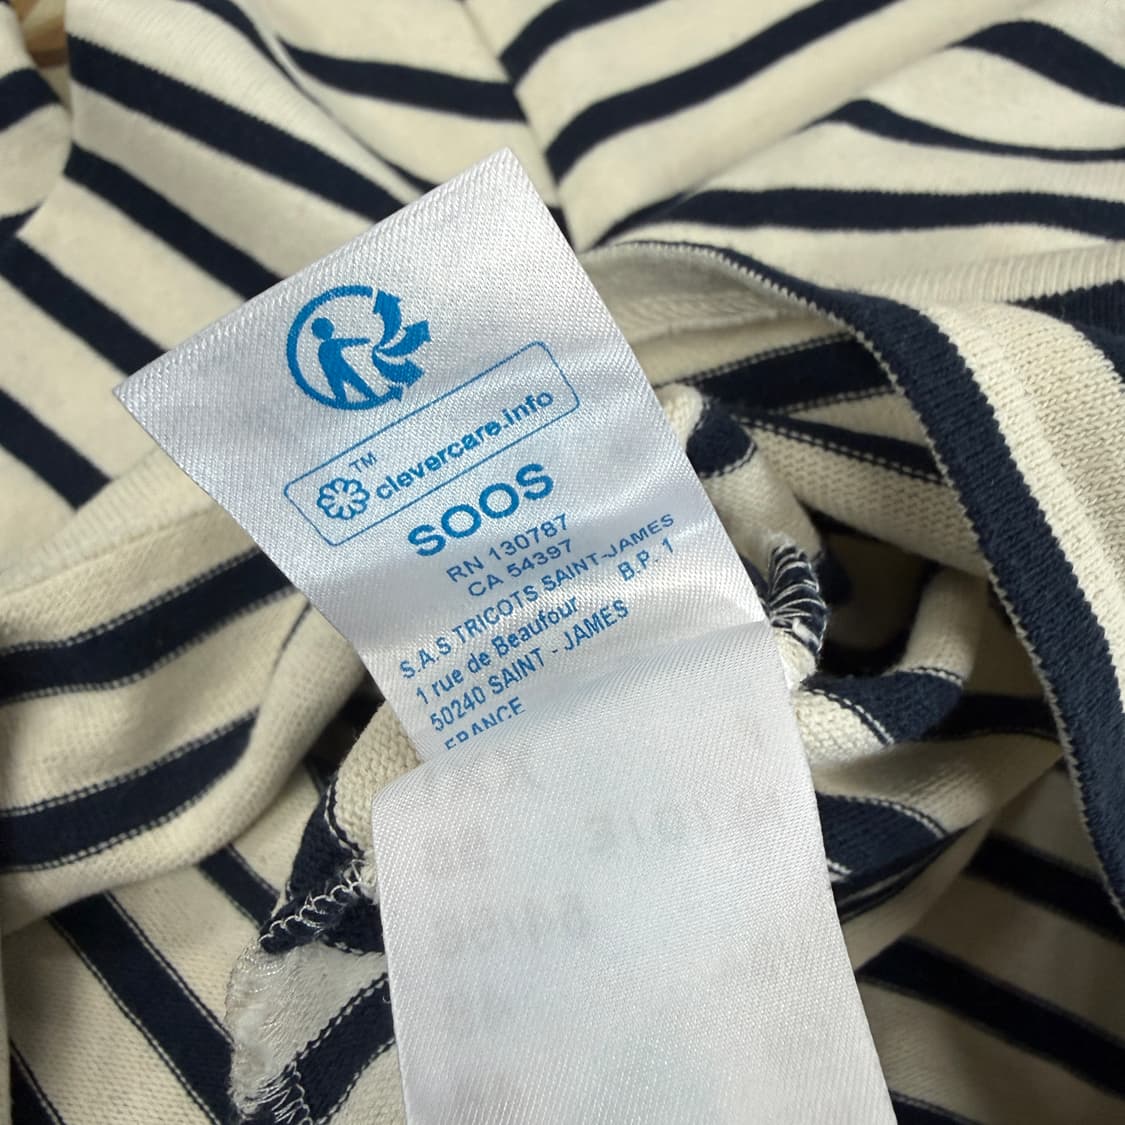 TM
clevercare.info
SOOS
RN 130787
CA 54397
S.A.S TRICOTS SAINT-JAMES
1 rue de Beaufour B.P. 1
50240 SAINT - JAMES
FRANCE